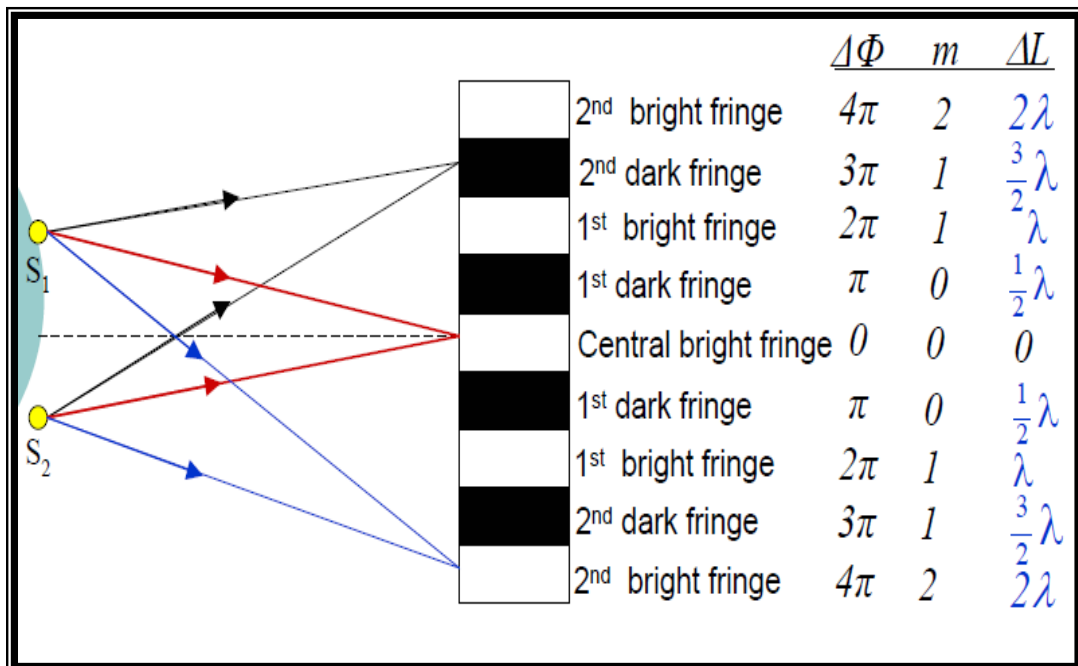 ΔΦ m ΔL
2nd bright fringe 4π 2 2λ
2nd dark fringe 3π 1 3/2 λ
1st bright fringe 2π 1 λ
S1
1st dark fringe π 0 1/2 λ
Central bright fringe 0 0 0
1st dark fringe π 0 1/2 λ
S2
1st bright fringe 2π 1 λ
2nd dark fringe 3π 1 3/2 λ
2nd bright fringe 4π 2 2λ